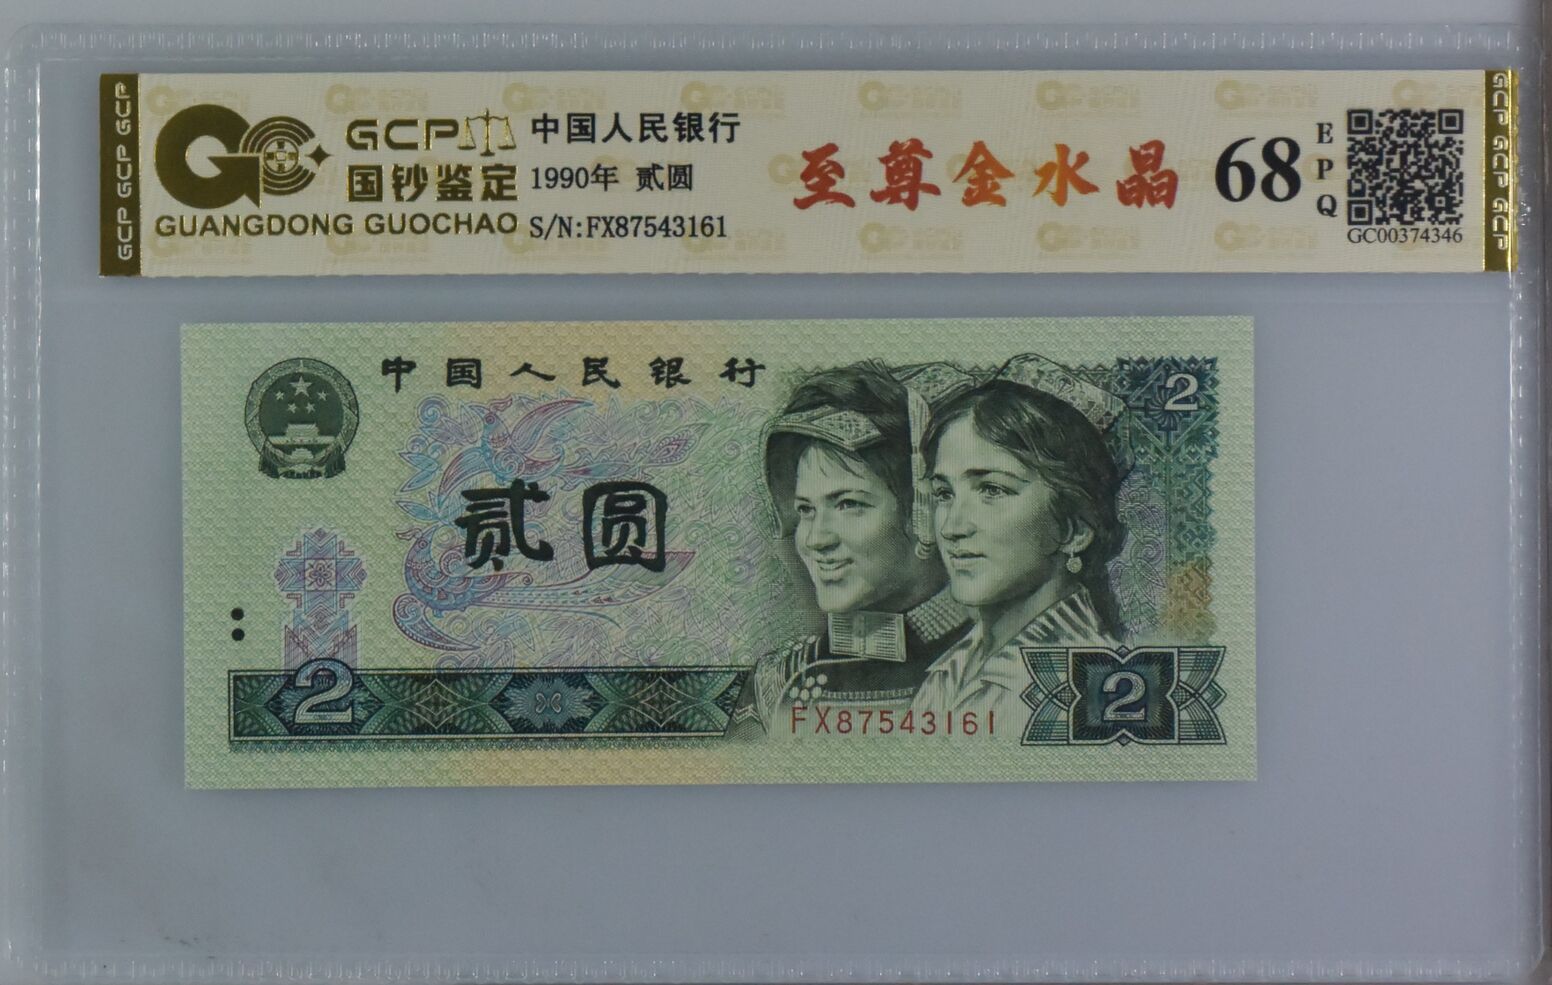 GCP GCP GCP
GCP
国钞鉴定
GUANGDONG GUOCHAO
中国人民银行
1990年 贰圆
S/N:FX87543161
至尊金水晶
68
EPQ
GC00374346
GCP GCP GCP
中国人民银行
2
贰圆
2
2
FX87543161